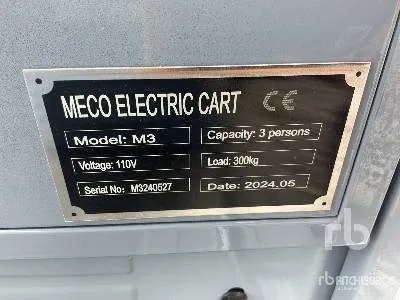 MECO ELECTRIC CART CE
Model: M3 Capacity: 3 persons
Voltage: 110V Load: 300kg
Serial No: M3240527 Date: 2024.05
rb
rb RITCHIE BROS